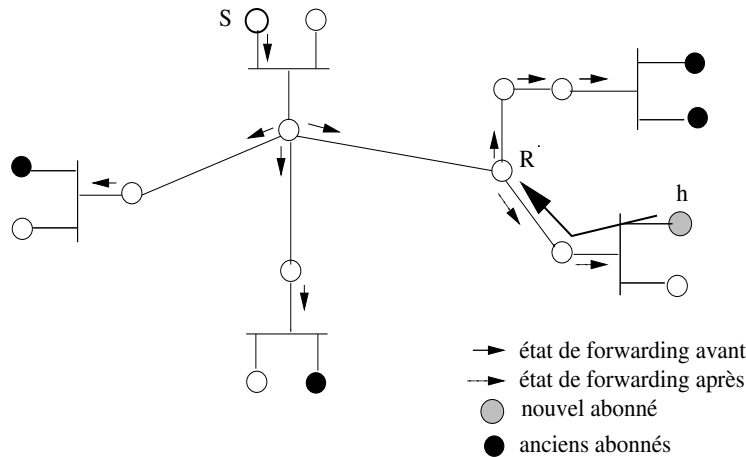 S
R
h
état de forwarding avant
état de forwarding après
nouvel abonné
anciens abonnés